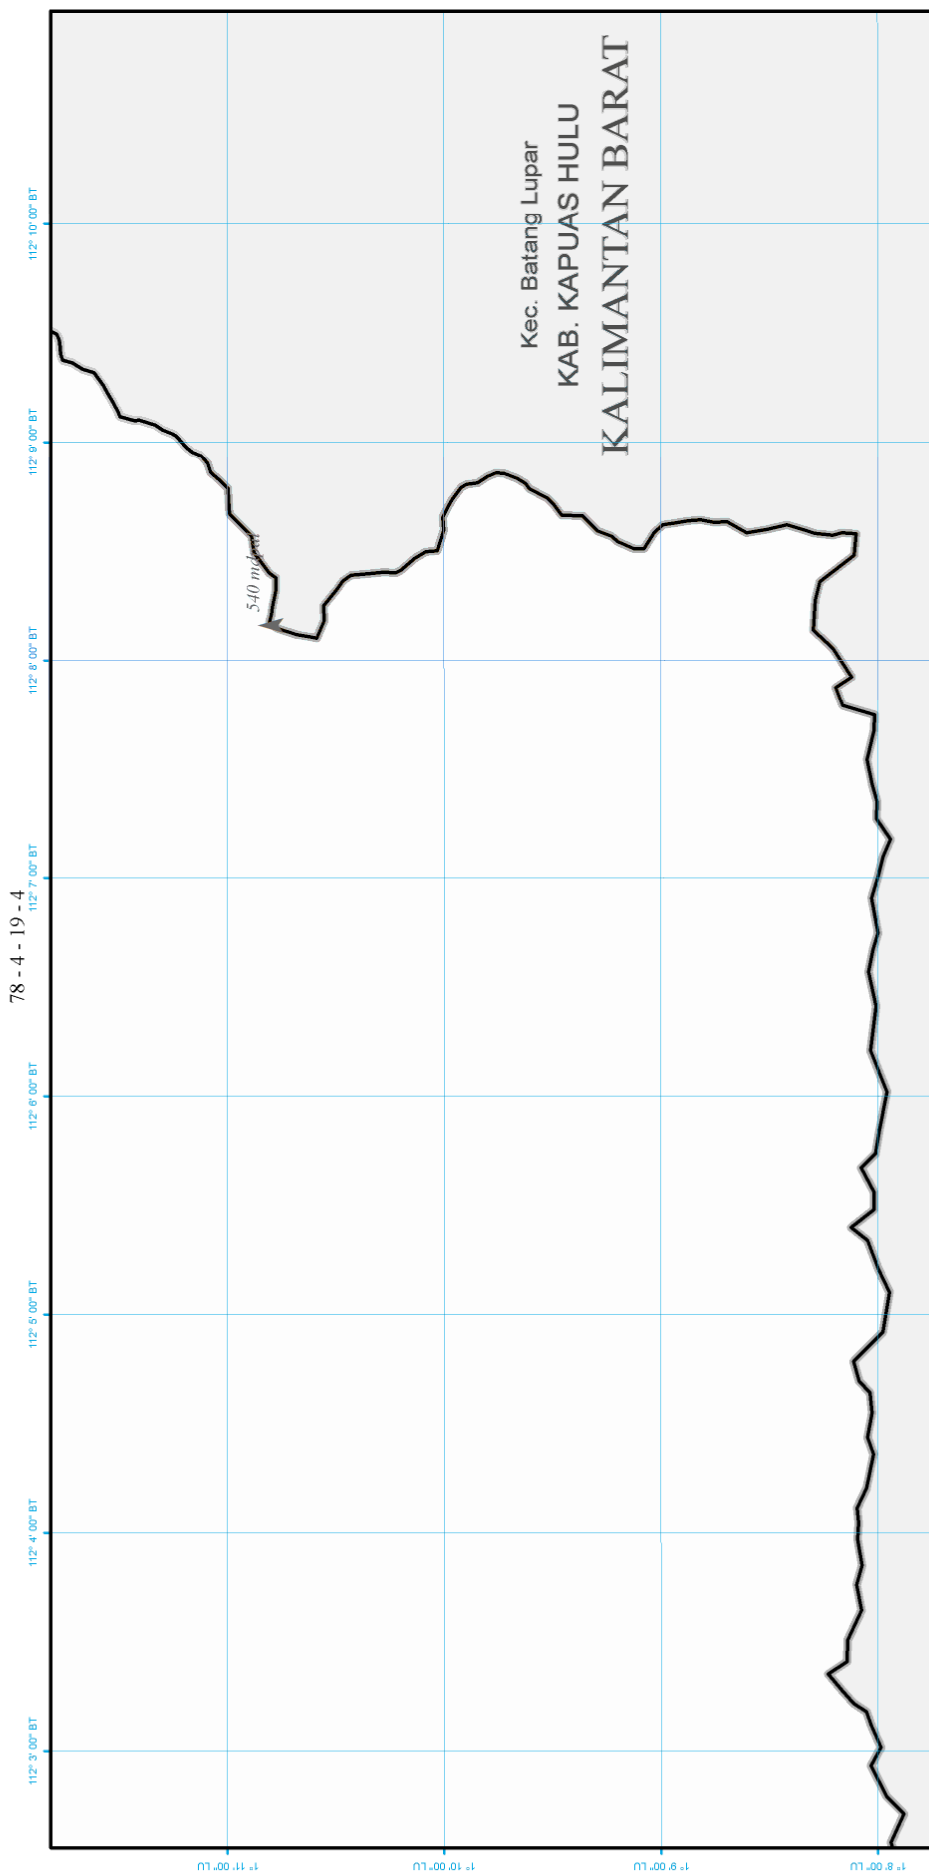 78 - 4 - 19 - 4
112° 3' 00" BT
112° 4' 00" BT
112° 5' 00" BT
112° 6' 00" BT
112° 7' 00" BT
112° 8' 00" BT
112° 9' 00" BT
112° 10' 00" BT
1° 11' 00" LU
1° 10' 00" LU
1° 9' 00" LU
1° 8' 00" LU
540 mdpal
Kec. Batang Lupar
KAB. KAPUAS HULU
KALIMANTAN BARAT